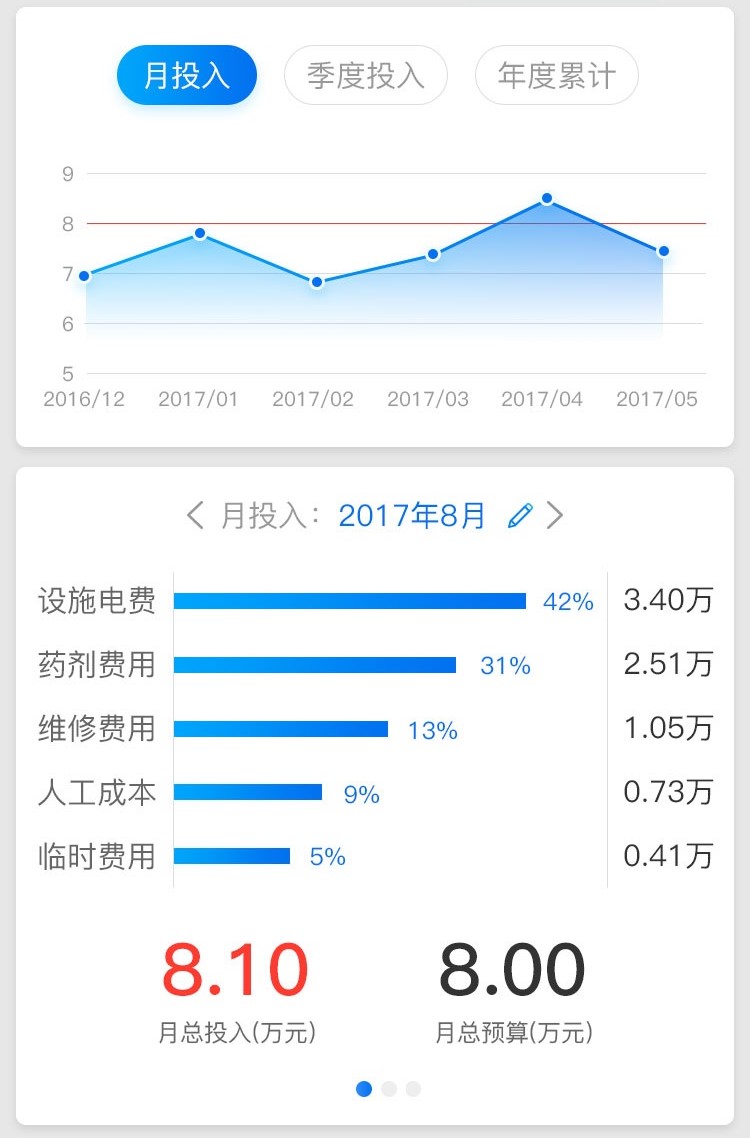 月投入 季度投入 年度累计
9
8
7
6
5
2016/12 2017/01 2017/02 2017/03 2017/04 2017/05
月投入：2017年8月
设施电费 42% 3.40万
药剂费用 31% 2.51万
维修费用 13% 1.05万
人工成本 9% 0.73万
临时费用 5% 0.41万
8.10 8.00
月总投入(万元) 月总预算(万元)